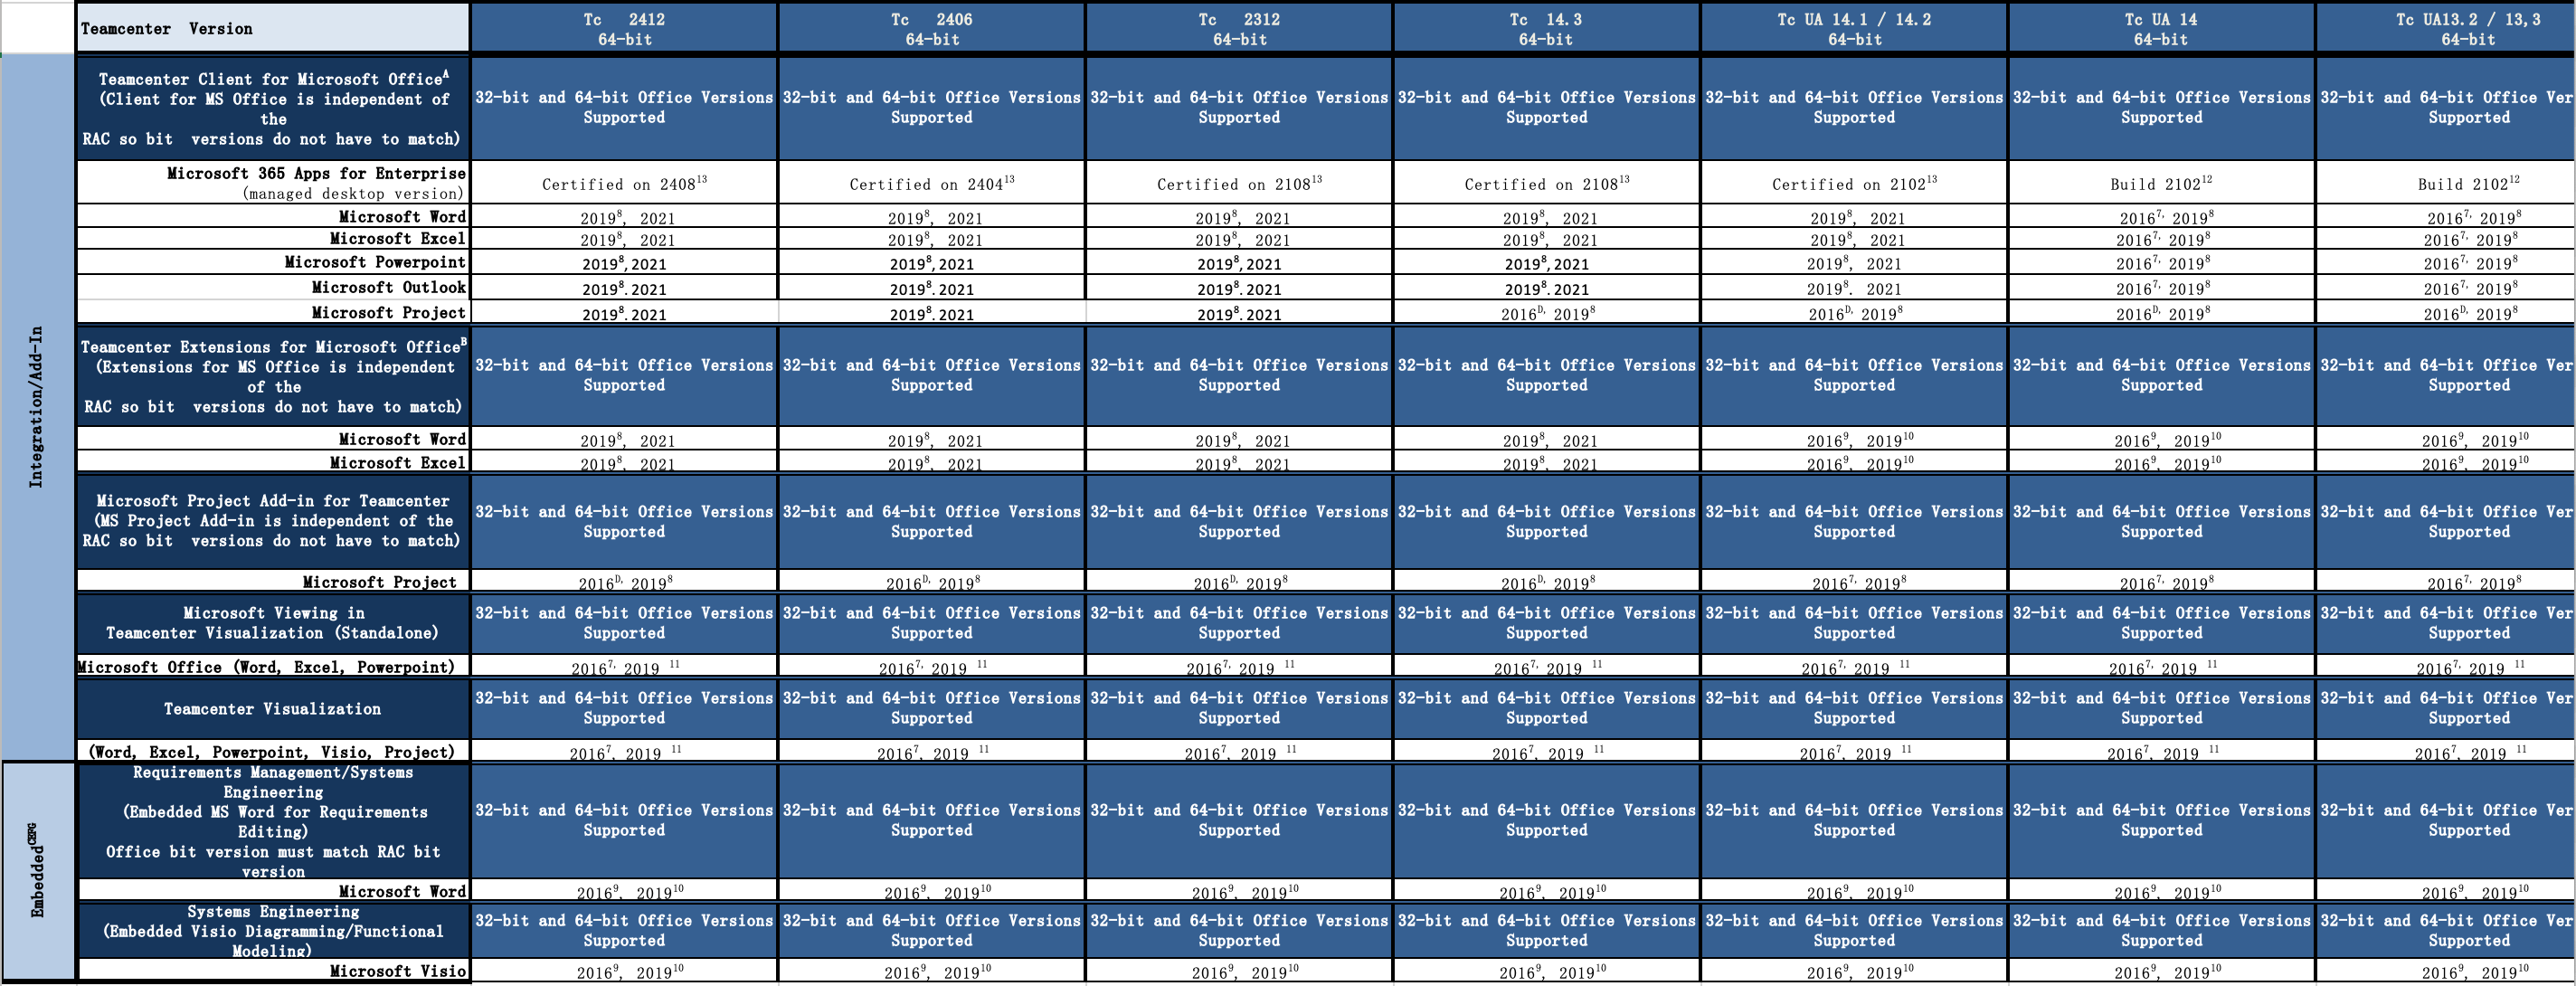 Teamcenter Version Tc 2412 Tc 2406 Tc 2312 Tc 14.3 Tc UA 14.1 / 14.2 Tc UA 14 Tc UA13.2 / 13,3
64-bit 64-bit 64-bit 64-bit 64-bit 64-bit 64-bit
Integration/Add-In
Teamcenter Client for Microsoft Office^A
(Client for MS Office is independent of
the
RAC so bit versions do not have to match)
32-bit and 64-bit Office Versions 32-bit and 64-bit Office Versions 32-bit and 64-bit Office Versions 32-bit and 64-bit Office Versions 32-bit and 64-bit Office Versions 32-bit and 64-bit Office Versions 32-bit and 64-bit Office Ver
Supported Supported Supported Supported Supported Supported Supported
Microsoft 365 Apps for Enterprise
(managed desktop version)
Certified on 2408^13 Certified on 2404^13 Certified on 2108^13 Certified on 2108^13 Certified on 2102^13 Build 2102^12 Build 2102^12
Microsoft Word 2019^8, 2021 2019^8, 2021 2019^8, 2021 2019^8, 2021 2019^8, 2021 2016^7, 2019^8 2016^7, 2019^8
Microsoft Excel 2019^8, 2021 2019^8, 2021 2019^8, 2021 2019^8, 2021 2019^8, 2021 2016^7, 2019^8 2016^7, 2019^8
Microsoft Powerpoint 2019^8,2021 2019^8,2021 2019^8,2021 2019^8,2021 2019^8, 2021 2016^7, 2019^8 2016^7, 2019^8
Microsoft Outlook 2019^8.2021 2019^8.2021 2019^8.2021 2019^8.2021 2019^8. 2021 2016^7, 2019^8 2016^7, 2019^8
Microsoft Project 2019^8.2021 2019^8.2021 2019^8.2021 2016^D, 2019^8 2016^D, 2019^8 2016^D, 2019^8 2016^D, 2019^8
Teamcenter Extensions for Microsoft Office^B
(Extensions for MS Office is independent
of the
RAC so bit versions do not have to match)
32-bit and 64-bit Office Versions 32-bit and 64-bit Office Versions 32-bit and 64-bit Office Versions 32-bit and 64-bit Office Versions 32-bit and 64-bit Office Versions 32-bit and 64-bit Office Versions 32-bit and 64-bit Office Ver
Supported Supported Supported Supported Supported Supported Supported
Microsoft Word 2019^8, 2021 2019^8, 2021 2019^8, 2021 2019^8, 2021 2016^9, 2019^10 2016^9, 2019^10 2016^9, 2019^10
Microsoft Excel 2019^8, 2021 2019^8, 2021 2019^8, 2021 2019^8, 2021 2016^9, 2019^10 2016^9, 2019^10 2016^9, 2019^10
Microsoft Project Add-in for Teamcenter
(MS Project Add-in is independent of the
RAC so bit versions do not have to match)
32-bit and 64-bit Office Versions 32-bit and 64-bit Office Versions 32-bit and 64-bit Office Versions 32-bit and 64-bit Office Versions 32-bit and 64-bit Office Versions 32-bit and 64-bit Office Versions 32-bit and 64-bit Office Ver
Supported Supported Supported Supported Supported Supported Supported
Microsoft Project 2016^D, 2019^8 2016^D, 2019^8 2016^D, 2019^8 2016^D, 2019^8 2016^7, 2019^8 2016^7, 2019^8 2016^7, 2019^8
Microsoft Viewing in
Teamcenter Visualization (Standalone)
32-bit and 64-bit Office Versions 32-bit and 64-bit Office Versions 32-bit and 64-bit Office Versions 32-bit and 64-bit Office Versions 32-bit and 64-bit Office Versions 32-bit and 64-bit Office Versions 32-bit and 64-bit Office Ver
Supported Supported Supported Supported Supported Supported Supported
Microsoft Office (Word, Excel, Powerpoint) 2016^7, 2019 ^11 2016^7, 2019 ^11 2016^7, 2019 ^11 2016^7, 2019 ^11 2016^7, 2019 ^11 2016^7, 2019 ^11 2016^7, 2019 ^11
Teamcenter Visualization
32-bit and 64-bit Office Versions 32-bit and 64-bit Office Versions 32-bit and 64-bit Office Versions 32-bit and 64-bit Office Versions 32-bit and 64-bit Office Versions 32-bit and 64-bit Office Versions 32-bit and 64-bit Office Ver
Supported Supported Supported Supported Supported Supported Supported
(Word, Excel, Powerpoint, Visio, Project) 2016^7, 2019 ^11 2016^7, 2019 ^11 2016^7, 2019 ^11 2016^7, 2019 ^11 2016^7, 2019 ^11 2016^7, 2019 ^11 2016^7, 2019 ^11
Embedded
Requirements Management/Systems
Engineering
(Embedded MS Word for Requirements
Editing)
Office bit version must match RAC bit
version
32-bit and 64-bit Office Versions 32-bit and 64-bit Office Versions 32-bit and 64-bit Office Versions 32-bit and 64-bit Office Versions 32-bit and 64-bit Office Versions 32-bit and 64-bit Office Versions 32-bit and 64-bit Office Ver
Supported Supported Supported Supported Supported Supported Supported
Microsoft Word 2016^9, 2019^10 2016^9, 2019^10 2016^9, 2019^10 2016^9, 2019^10 2016^9, 2019^10 2016^9, 2019^10 2016^9, 2019^10
Systems Engineering
(Embedded Visio Diagramming/Functional
Modeling)
32-bit and 64-bit Office Versions 32-bit and 64-bit Office Versions 32-bit and 64-bit Office Versions 32-bit and 64-bit Office Versions 32-bit and 64-bit Office Versions 32-bit and 64-bit Office Versions 32-bit and 64-bit Office Ver
Supported Supported Supported Supported Supported Supported Supported
Microsoft Visio 2016^9, 2019^10 2016^9, 2019^10 2016^9, 2019^10 2016^9, 2019^10 2016^9, 2019^10 2016^9, 2019^10 2016^9, 2019^10